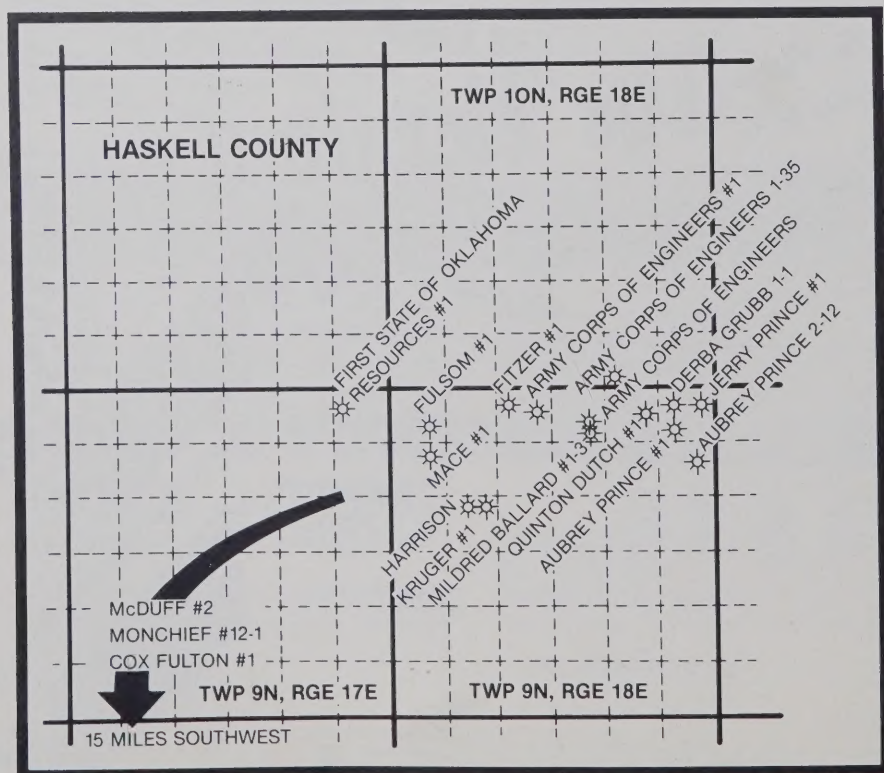 TWP 10N, RGE 18E
HASKELL COUNTY
FIRST STATE OF OKLAHOMA
RESOURCES #1
FULSOM #1
MACE #1
FITZER #1
ARMY CORPS OF ENGINEERS #1
ARMY CORPS OF ENGINEERS 1-35
ARMY CORPS OF ENGINEERS
DERBA GRUBB 1-1
JERRY PRINCE #1
AUBREY PRINCE 2-12
HARRISON
KRUGER #1
MILDRED BALLARD #1-3
QUINTON DUTCH #1
AUBREY PRINCE #1
McDUFF #2
MONCHIEF #12-1
COX FULTON #1
TWP 9N, RGE 17E
TWP 9N, RGE 18E
15 MILES SOUTHWEST